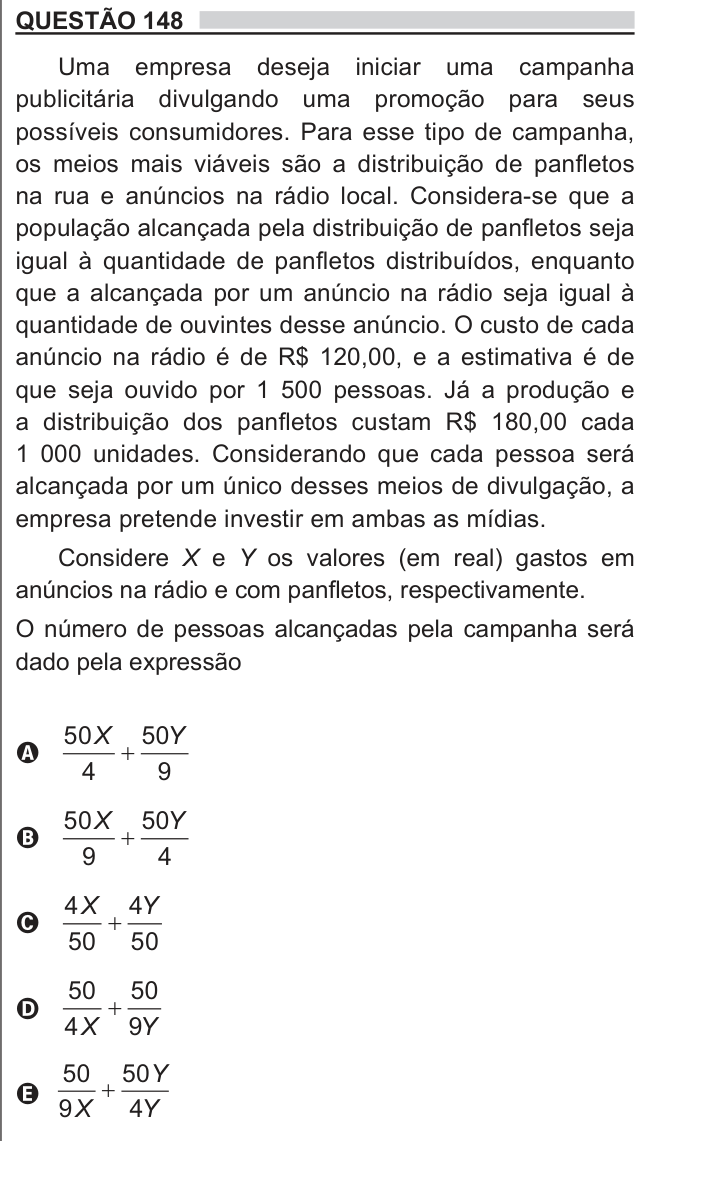 QUESTÃO 148
Uma empresa deseja iniciar uma campanha
publicitária divulgando uma promoção para seus
possíveis consumidores. Para esse tipo de campanha,
os meios mais viáveis são a distribuição de panfletos
na rua e anúncios na rádio local. Considera-se que a
população alcançada pela distribuição de panfletos seja
igual à quantidade de panfletos distribuídos, enquanto
que a alcançada por um anúncio na rádio seja igual à
quantidade de ouvintes desse anúncio. O custo de cada
anúncio na rádio é de R$ 120,00, e a estimativa é de
que seja ouvido por 1 500 pessoas. Já a produção e
a distribuição dos panfletos custam R$ 180,00 cada
1 000 unidades. Considerando que cada pessoa será
alcançada por um único desses meios de divulgação, a
empresa pretende investir em ambas as mídias.
Considere X e Y os valores (em real) gastos em
anúncios na rádio e com panfletos, respectivamente.
O número de pessoas alcançadas pela campanha será
dado pela expressão
A 50X/4 + 50Y/9
B 50X/9 + 50Y/4
C 4X/50 + 4Y/50
D 50/4X + 50/9Y
E 50/9X + 50Y/4Y